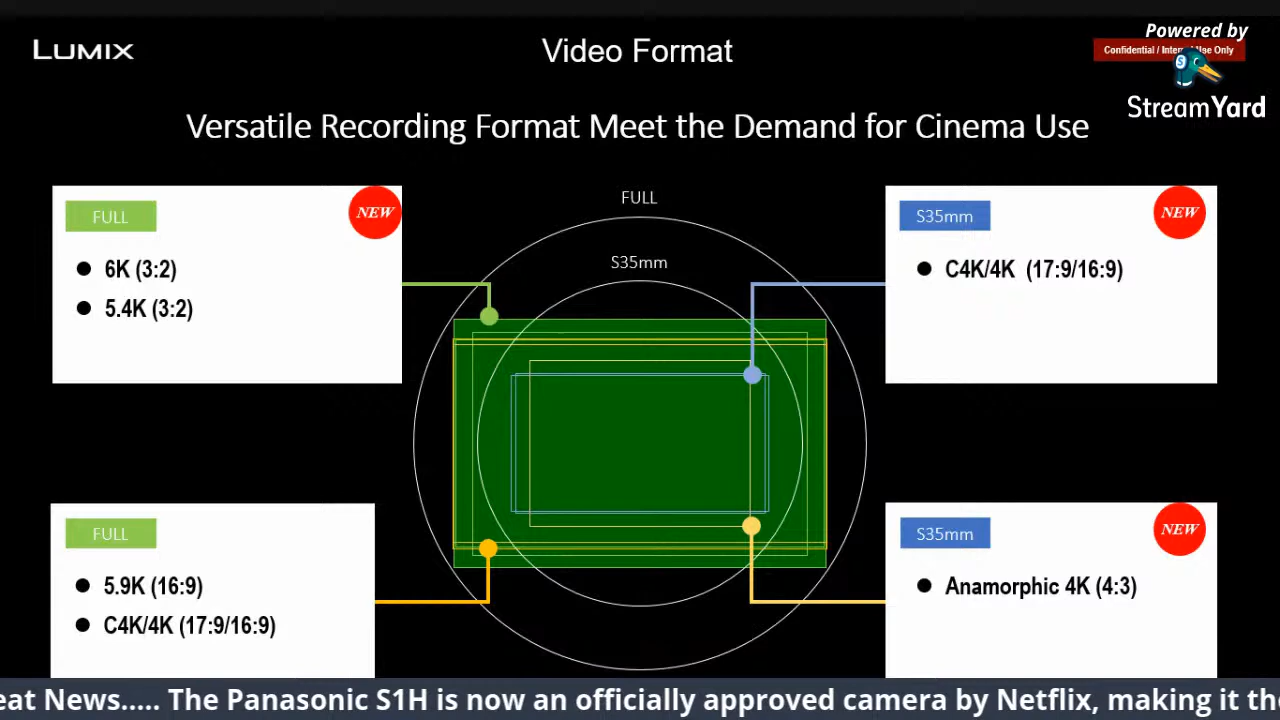 Powered by
LUMIX
Video Format
Confidential / Internal Use Only
StreamYard
Versatile Recording Format Meet the Demand for Cinema Use
FULL
NEW
6K (3:2)
5.4K (3:2)
FULL
S35mm
S35mm
NEW
C4K/4K (17:9/16:9)
FULL
5.9K (16:9)
C4K/4K (17:9/16:9)
S35mm
NEW
Anamorphic 4K (4:3)
eat News..... The Panasonic S1H is now an officially approved camera by Netflix, making it the